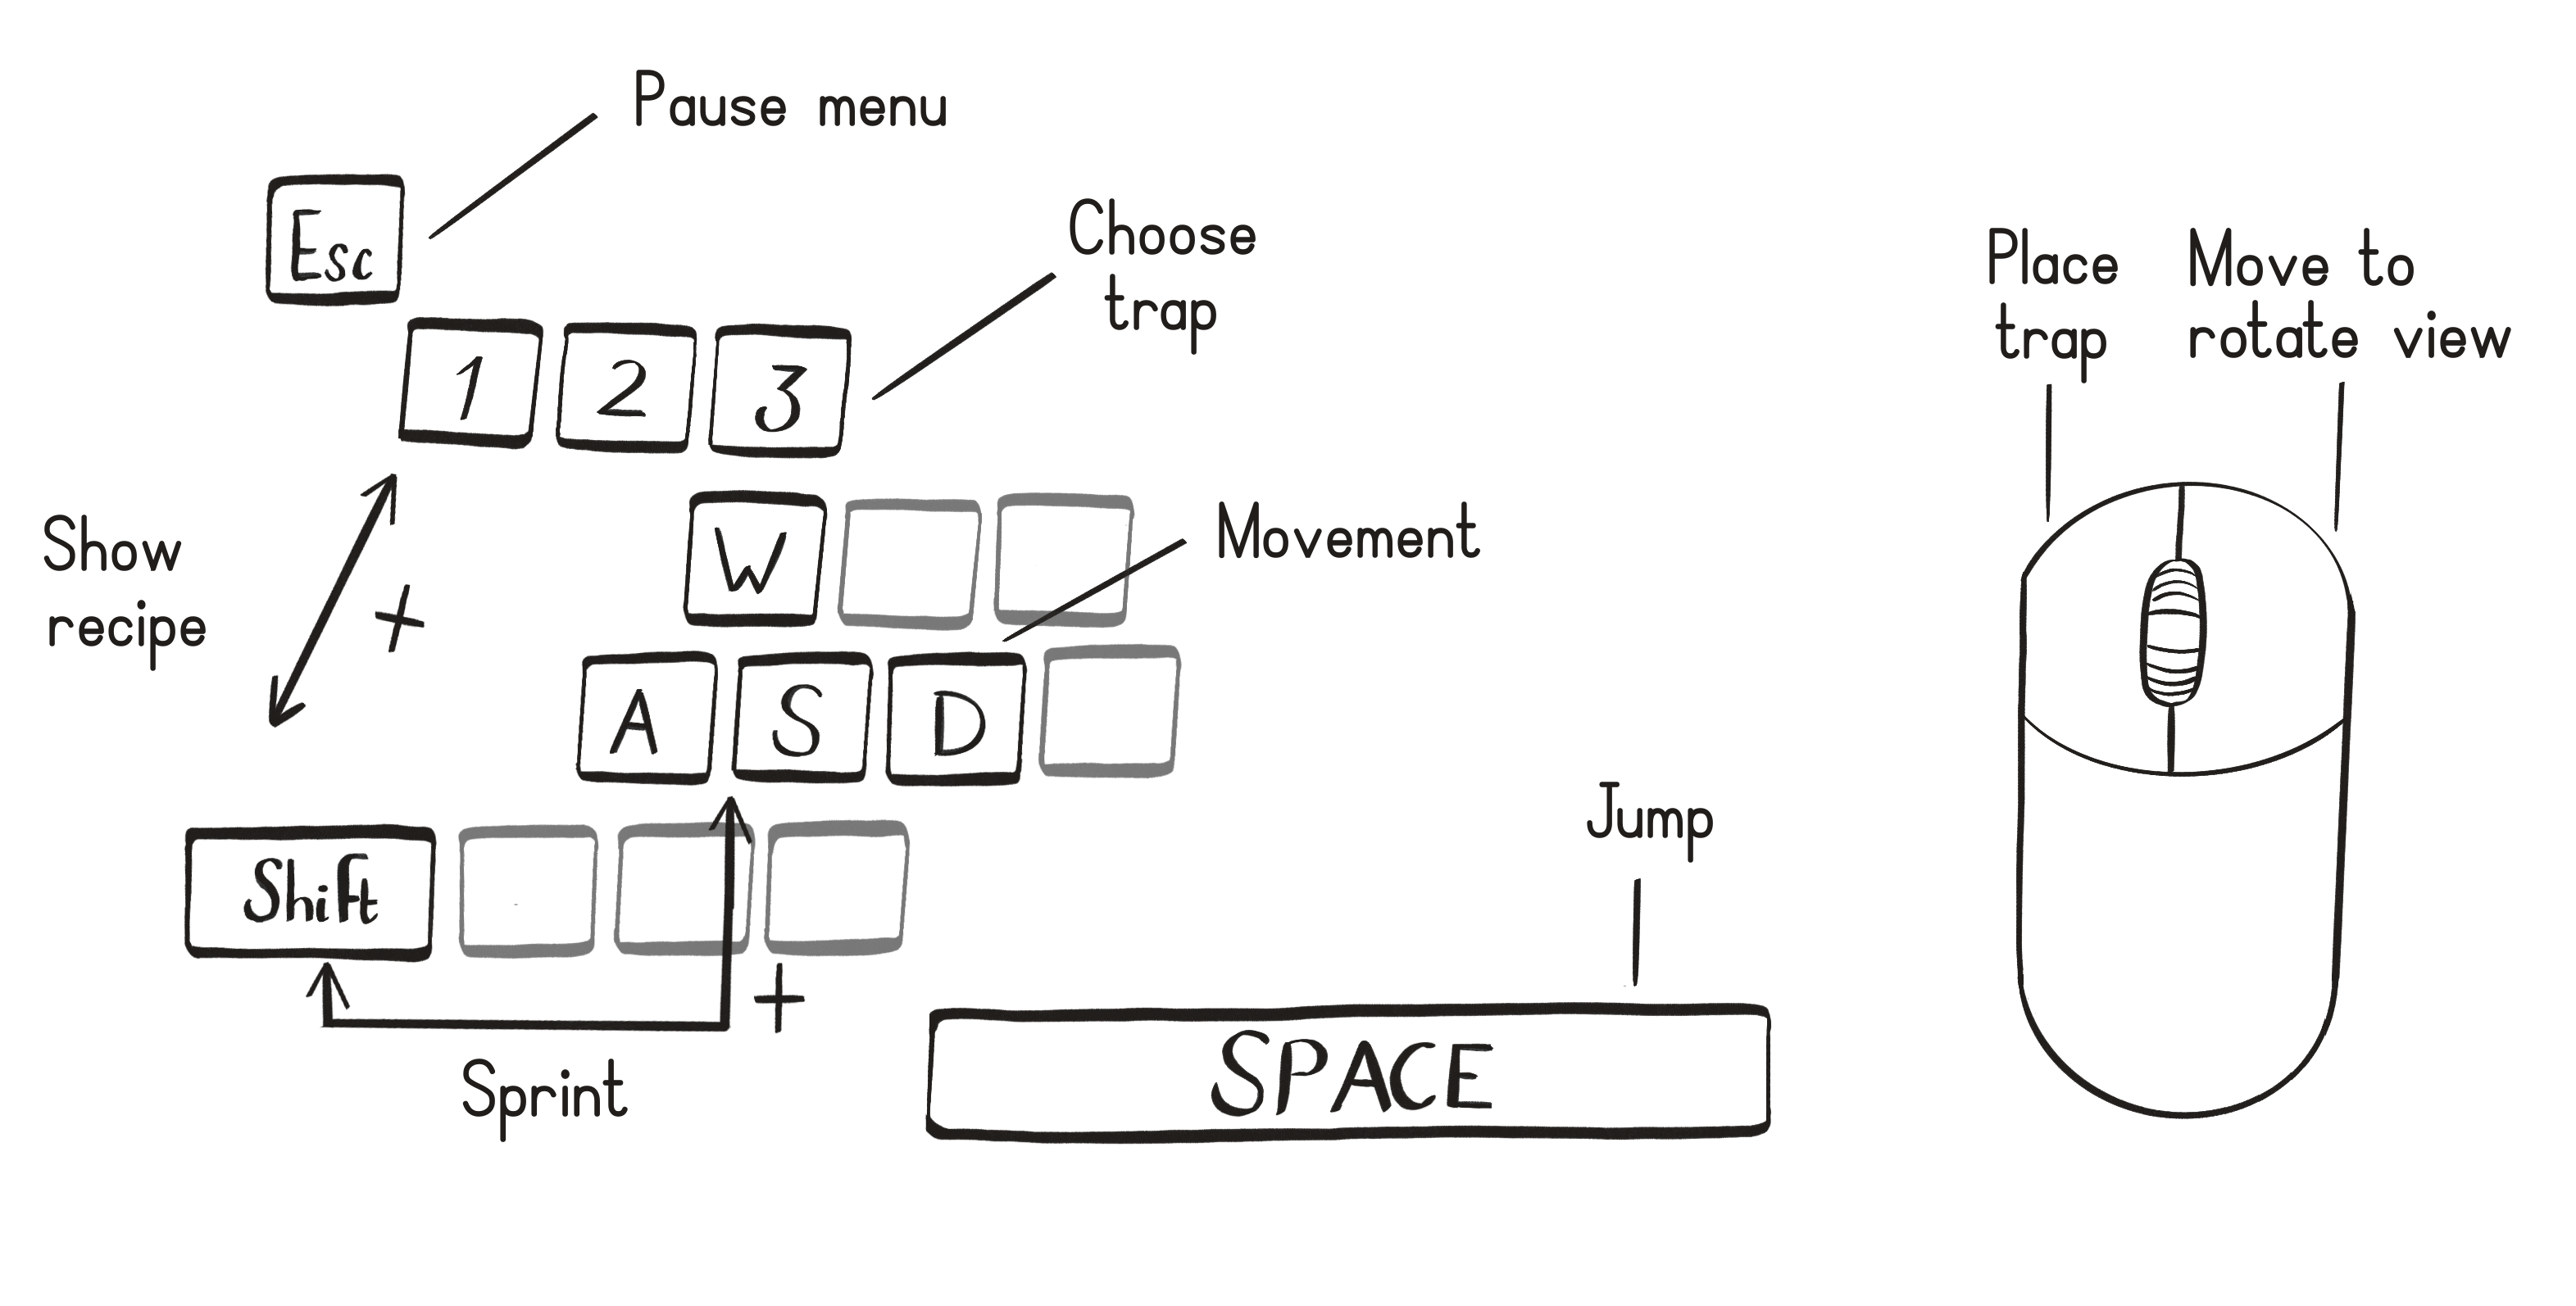 Pause menu
Esc
Choose
trap
1 2 3
Show
recipe
+
W
Movement
A S D
Shift
+
Sprint
Jump
SPACE
Place
trap
Move to
rotate view